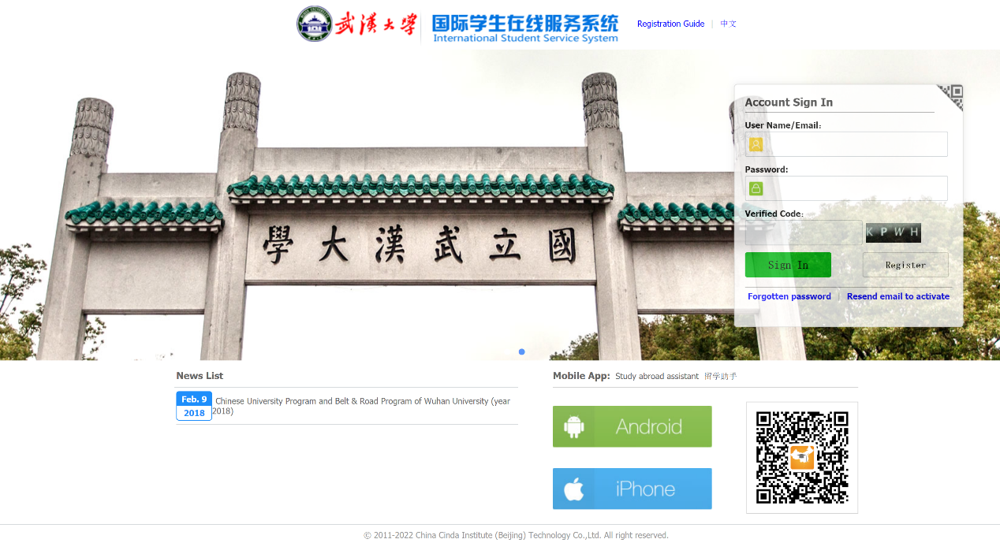 武漢大學 国际学生在线服务系统
International Student Service System
Registration Guide | 中文
Account Sign In
User Name/Email:
Password:
Verified Code:
K P W H
Sign In
Register
Forgotten password | Resend email to activate
學大漢武立國
News List
Feb. 9
2018
Chinese University Program and Belt & Road Program of Wuhan University (year
2018)
Mobile App: Study abroad assistant 留学助手
Android
iPhone
© 2011-2022 China Cinda Institute (Beijing) Technology Co.,Ltd. All right reserved.